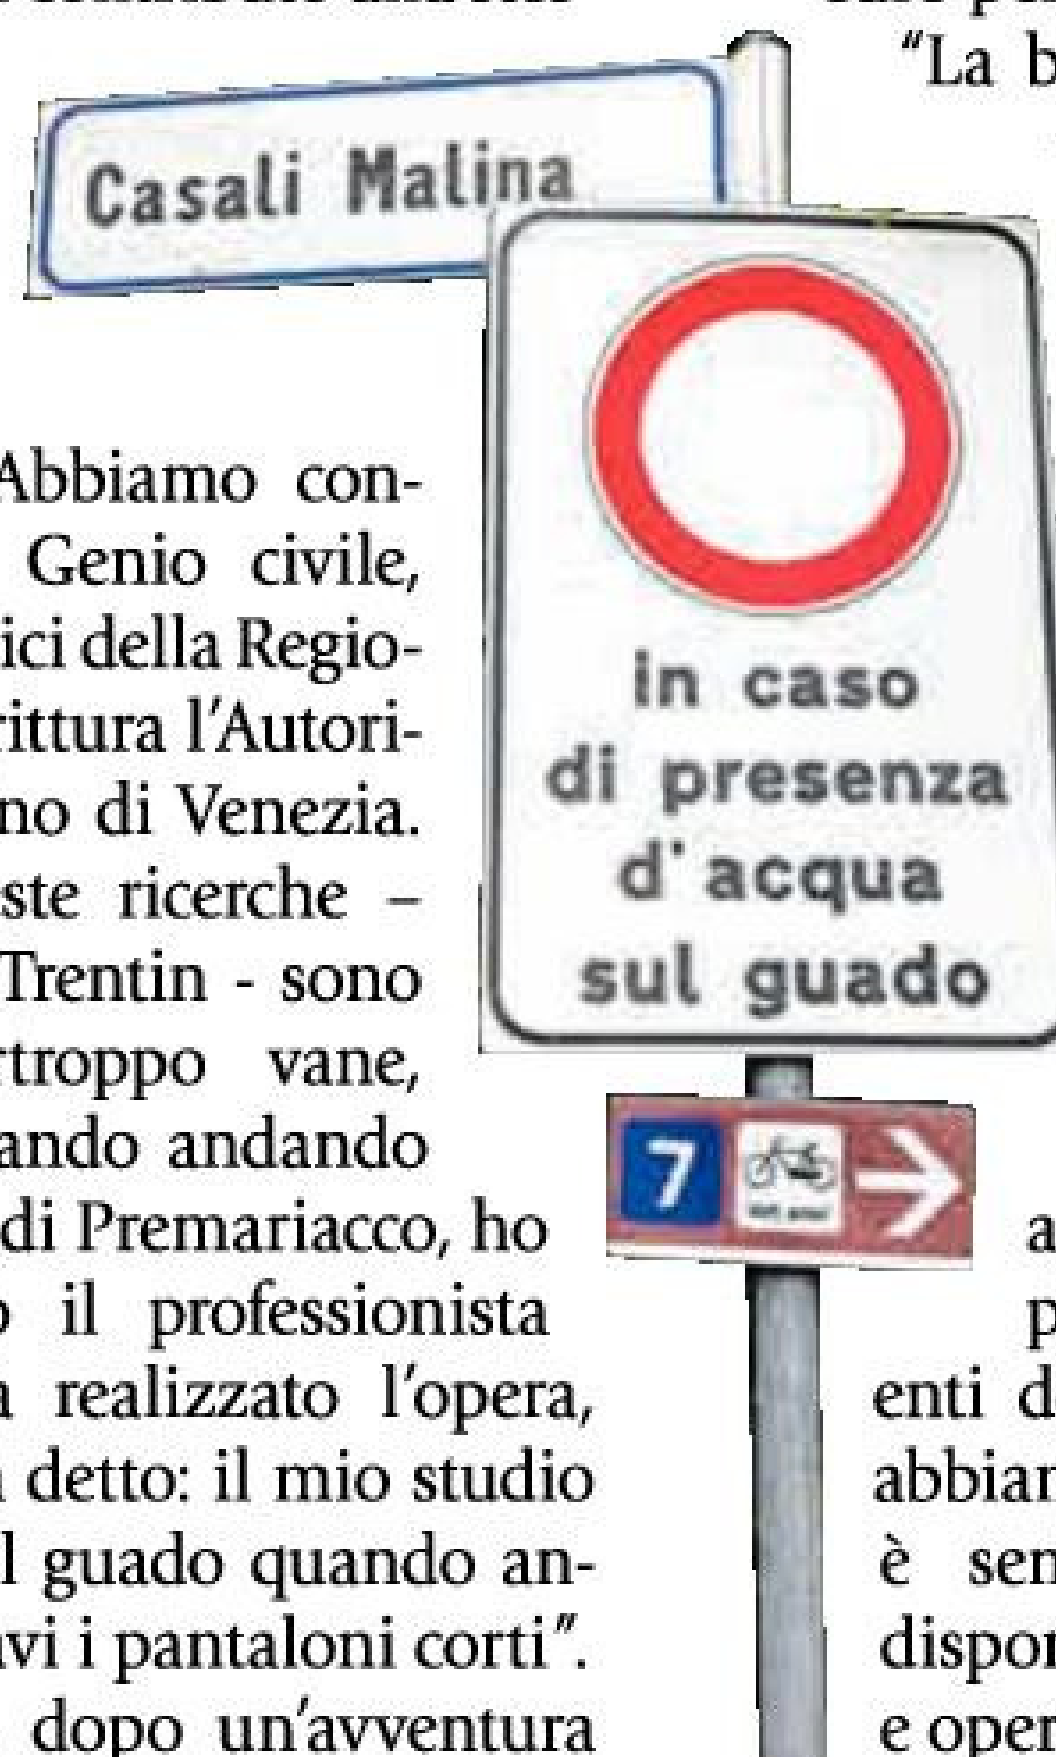 "La b
Casali Malina
in caso
di presenza
d'acqua
sul guado
7
Abbiamo con-
Genio civile,
ici della Regio-
rittura l'Autori-
no di Venezia.
ste ricerche –
Trentin - sono
rtroppo vane,
ando andando
di Premariacco, ho
o il professionista
a realizzato l'opera,
detto: il mio studio
l guado quando an-
vi i pantaloni corti".
dopo un'avventura
a
p
enti d
abbiam
è sen
dispon
e oper